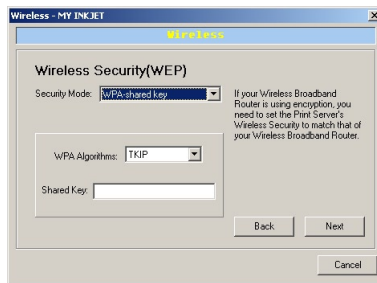 Wireless - MY INKJET
Wireless
Wireless Security(WEP)
Security Mode: WPA-shared key
If your Wireless Broadband
Router is using encryption, you
need to set the Print Server's
Wireless Security to match that of
your Wireless Broadband Router.
WPA Algorithms: TKIP
Shared Key:
Back
Next
Cancel